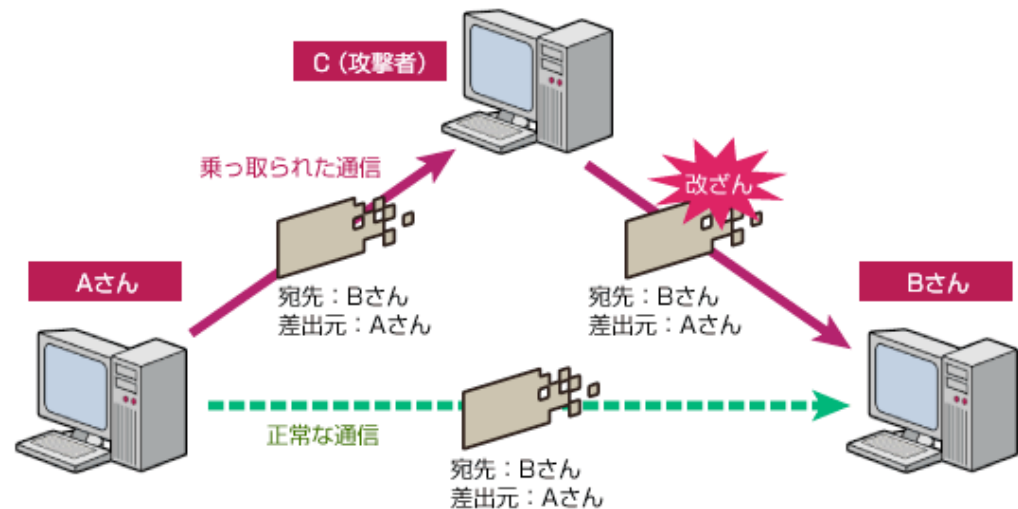 C（攻撃者）
乗っ取られた通信
改ざん
Aさん
宛先：Bさん
差出元：Aさん
宛先：Bさん
差出元：Aさん
Bさん
正常な通信
宛先：Bさん
差出元：Aさん